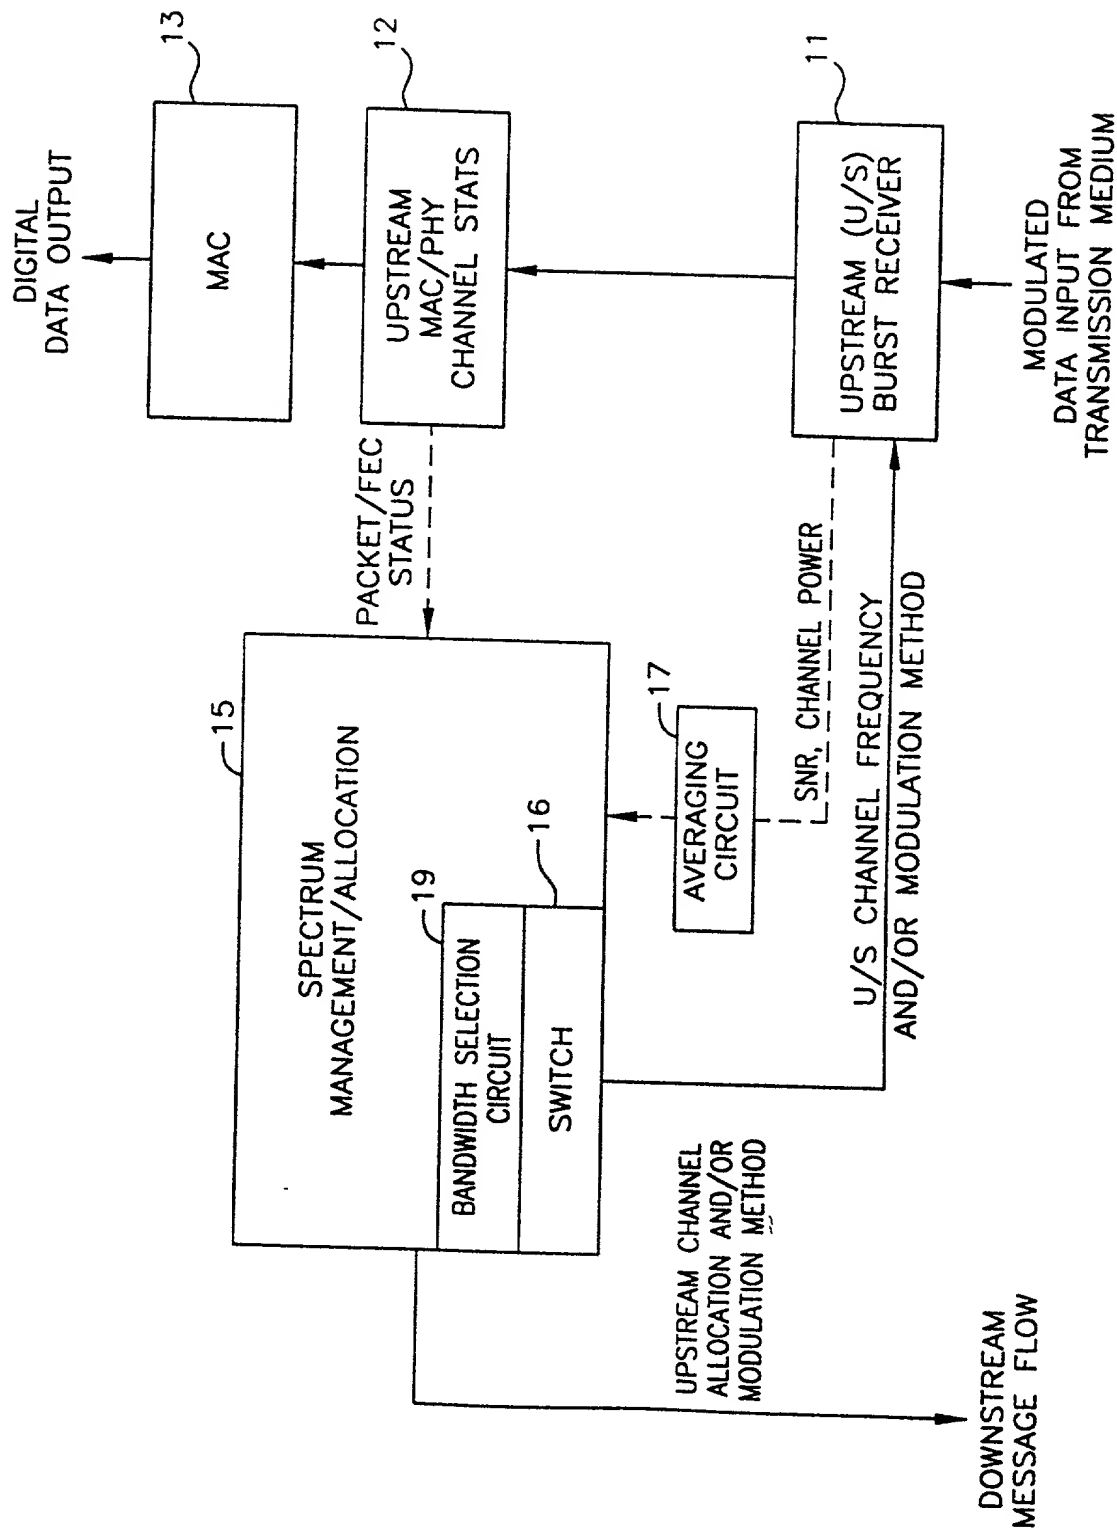 DIGITAL
DATA OUTPUT
13
MAC
12
UPSTREAM
MAC/PHY
CHANNEL STATS
11
UPSTREAM (U/S)
BURST RECEIVER
MODULATED
DATA INPUT FROM
TRANSMISSION MEDIUM
PACKET/FEC
STATUS
15
SPECTRUM
MANAGEMENT/ALLOCATION
19
BANDWIDTH SELECTION
CIRCUIT
16
SWITCH
17
AVERAGING
CIRCUIT
SNR, CHANNEL POWER
U/S CHANNEL FREQUENCY
AND/OR MODULATION METHOD
UPSTREAM CHANNEL
ALLOCATION AND/OR
MODULATION METHOD
DOWNSTREAM
MESSAGE FLOW